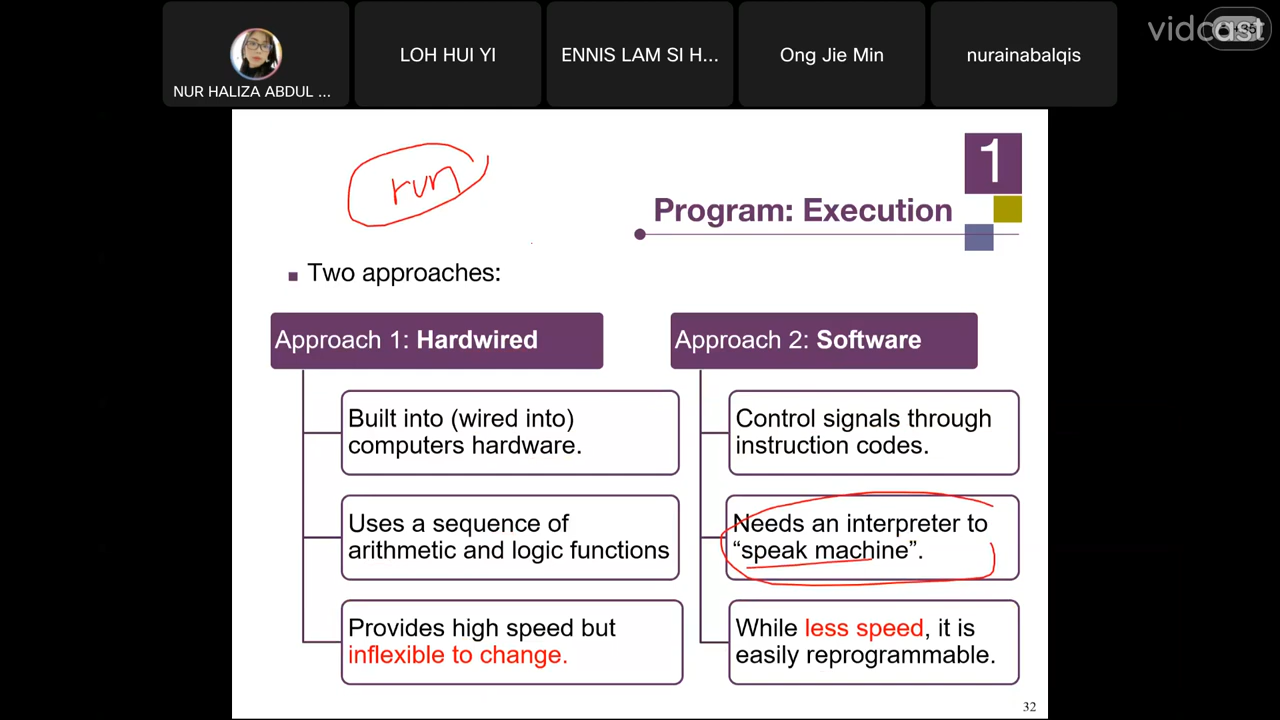 vidcast
NUR HALIZA ABDUL ...
LOH HUI YI
ENNIS LAM SI H...
Ong Jie Min
nurainabalqis
run
1
Program: Execution
▪ Two approaches:
Approach 1: Hardwired
Built into (wired into)
computers hardware.
Uses a sequence of
arithmetic and logic functions
Provides high speed but
inflexible to change.
Approach 2: Software
Control signals through
instruction codes.
Needs an interpreter to
“speak machine”.
While less speed, it is
easily reprogrammable.
32